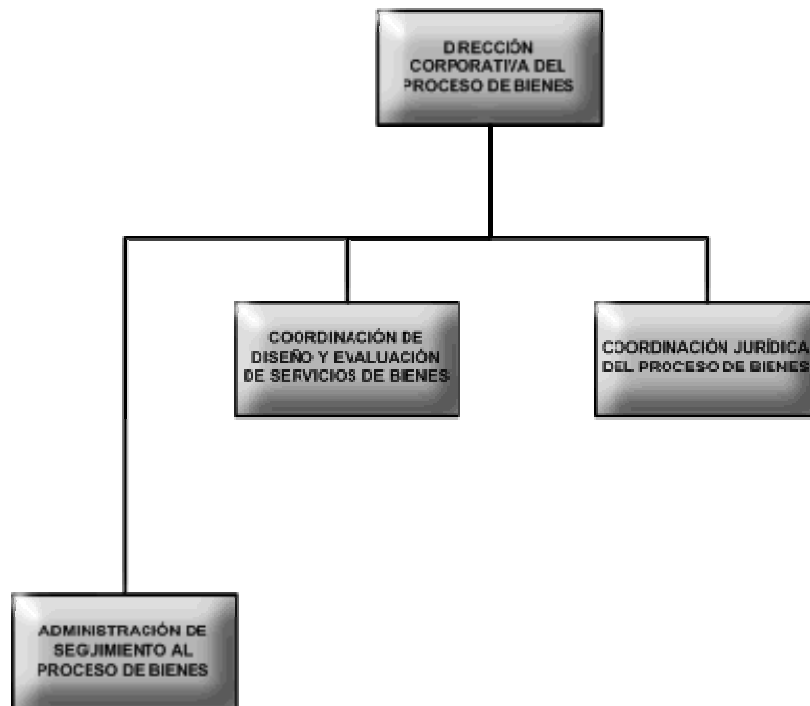 DIRECCIÓN
CORPORATIVA DEL
PROCESO DE BIENES
COORDINACIÓN DE
DISEÑO Y EVALUACIÓN
DE SERVICIOS DE BIENES
COORDINACIÓN JURÍDICA
DEL PROCESO DE BIENES
ADMINISTRACIÓN DE
SEGUIMIENTO AL
PROCESO DE BIENES